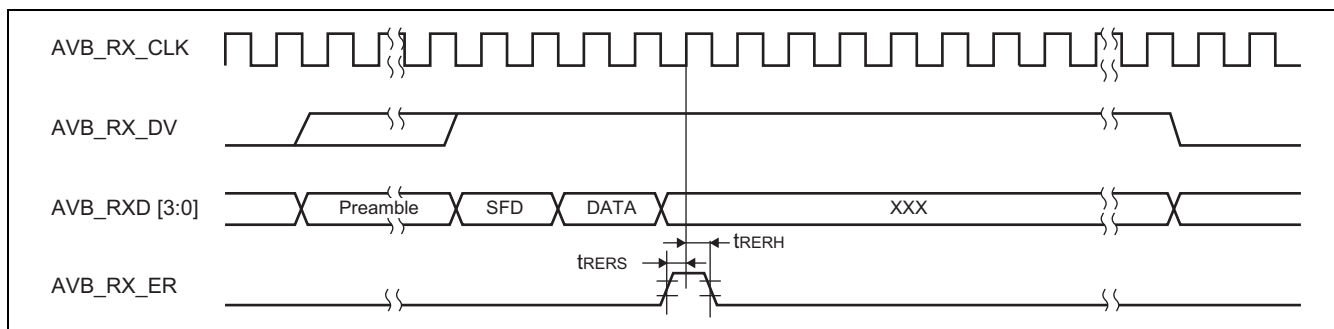 AVB_RX_CLK
AVB_RX_DV
AVB_RXD [3:0]
Preamble
SFD
DATA
XXX
tRERH
tRERS
AVB_RX_ER